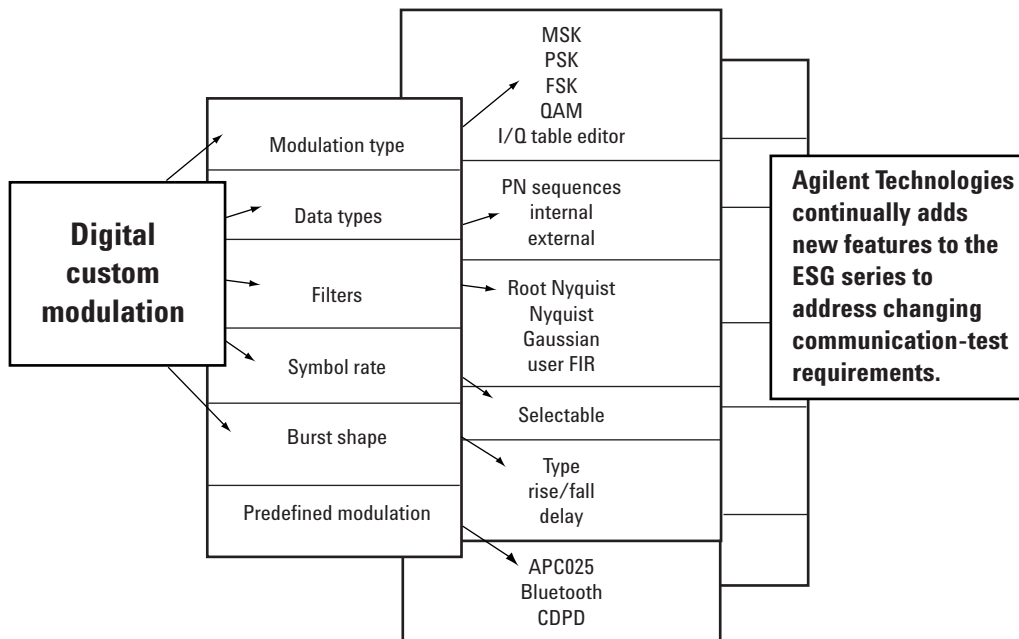 Digital
custom
modulation
Modulation type
Data types
Filters
Symbol rate
Burst shape
Predefined modulation
MSK
PSK
FSK
QAM
I/Q table editor
PN sequences
internal
external
Root Nyquist
Nyquist
Gaussian
user FIR
Selectable
Type
rise/fall
delay
APC025
Bluetooth
CDPD
Agilent Technologies
continually adds
new features to the
ESG series to
address changing
communication-test
requirements.